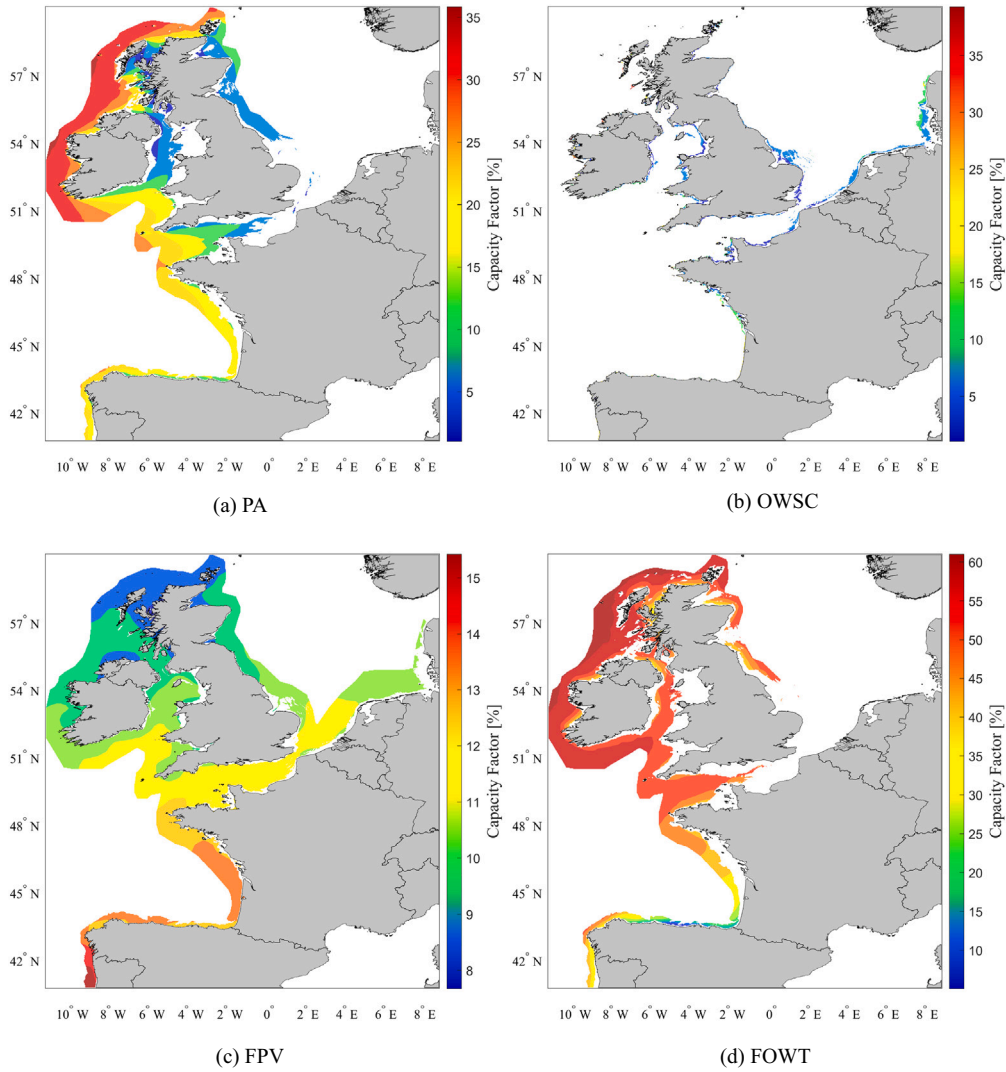 35
30
25
20
15
10
5
Capacity Factor [%]
57° N
54° N
51° N
48° N
45° N
42° N
10° W 8° W 6° W 4° W 2° W 0° 2° E 4° E 6° E 8° E
(a) PA
35
30
25
20
15
10
5
Capacity Factor [%]
57° N
54° N
51° N
48° N
45° N
42° N
10° W 8° W 6° W 4° W 2° W 0° 2° E 4° E 6° E 8° E
(b) OWSC
15
14
13
12
11
10
9
8
Capacity Factor [%]
57° N
54° N
51° N
48° N
45° N
42° N
10° W 8° W 6° W 4° W 2° W 0° 2° E 4° E 6° E 8° E
(c) FPV
60
55
50
45
40
35
30
25
20
15
10
Capacity Factor [%]
57° N
54° N
51° N
48° N
45° N
42° N
10° W 8° W 6° W 4° W 2° W 0° 2° E 4° E 6° E 8° E
(d) FOWT